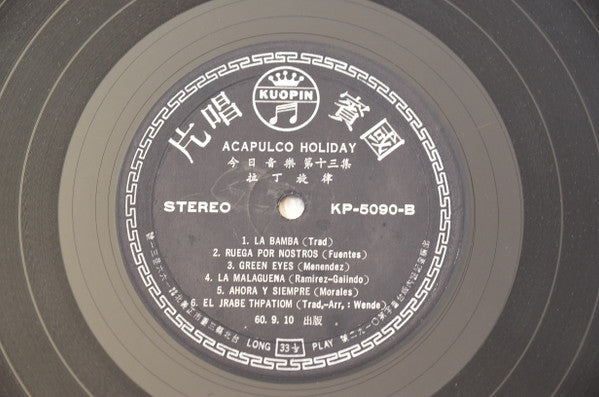 KUOPIN
國賓唱片
ACAPULCO HOLIDAY
今日音樂第十三集
拉丁旋律
STEREO KP-5090-B
1. LA BAMBA (Trad)
2. RUEGA POR NOSTROS (Fuentes)
3. GREEN EYES (Menendez)
4. LA MALAGUENA (Ramirez-Galindo)
5. AHORA Y SIEMPRE (Morales)
6. EL JRABE THPATIOM (Trad,-Arr,: Wende)
60.9.10 出版
LONG 33⅓ PLAY